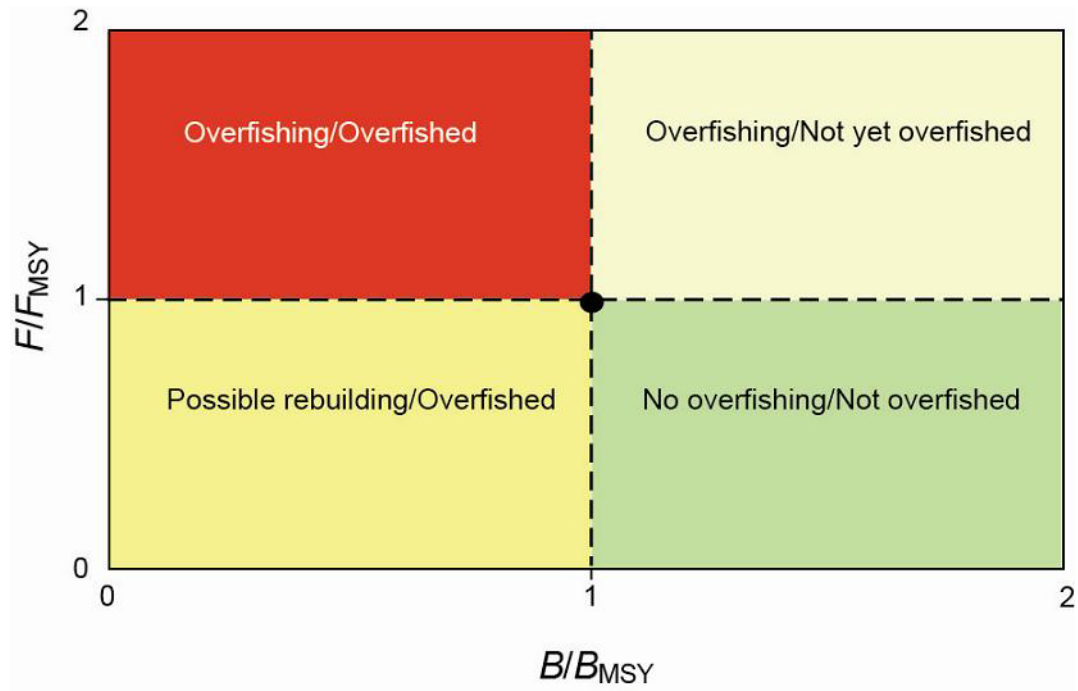 2
Overfishing/Overfished
Overfishing/Not yet overfished
F/FMSY
1
Possible rebuilding/Overfished
No overfishing/Not overfished
0
0
1
2
B/BMSY